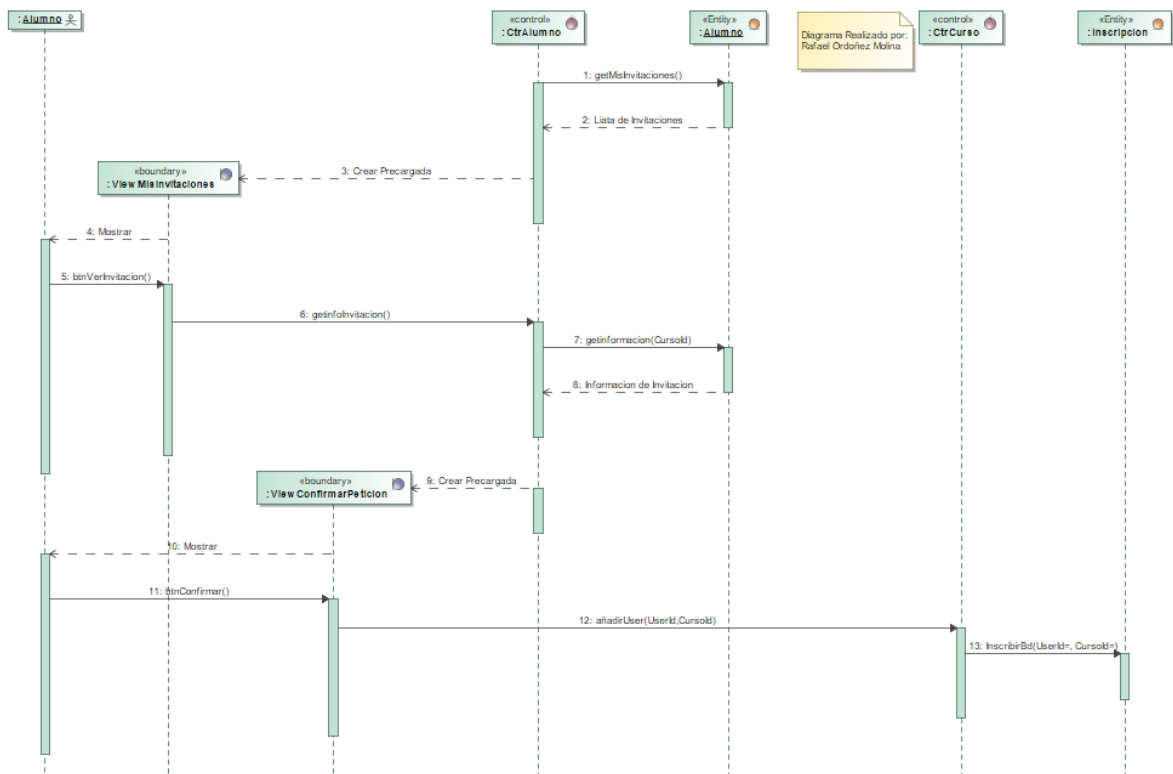 : Alumno
«control»
: CtrAlumno
«Entity»
: Alumno
Diagrama Realizado por:
Rafael Ordoñez Molina
«control»
: CtrCurso
«Entity»
: Inscripcion
1: getMisInvitaciones()
2: Liata de Invitaciones
3: Crear Precargada
«boundary»
: View MisInvitaciones
4: Mostrar
5: btnVerInvitacion()
6: getinfoInvitacion()
7: getinformacion(CursoId)
8: Informacion de Invitacion
«boundary»
: View ConfirmarPeticion
9: Crear Precargada
10: Mostrar
11: btnConfirmar()
12: añadirUser(UserId,CursoId)
13: InscribirBd(UserId=, CursoId=)